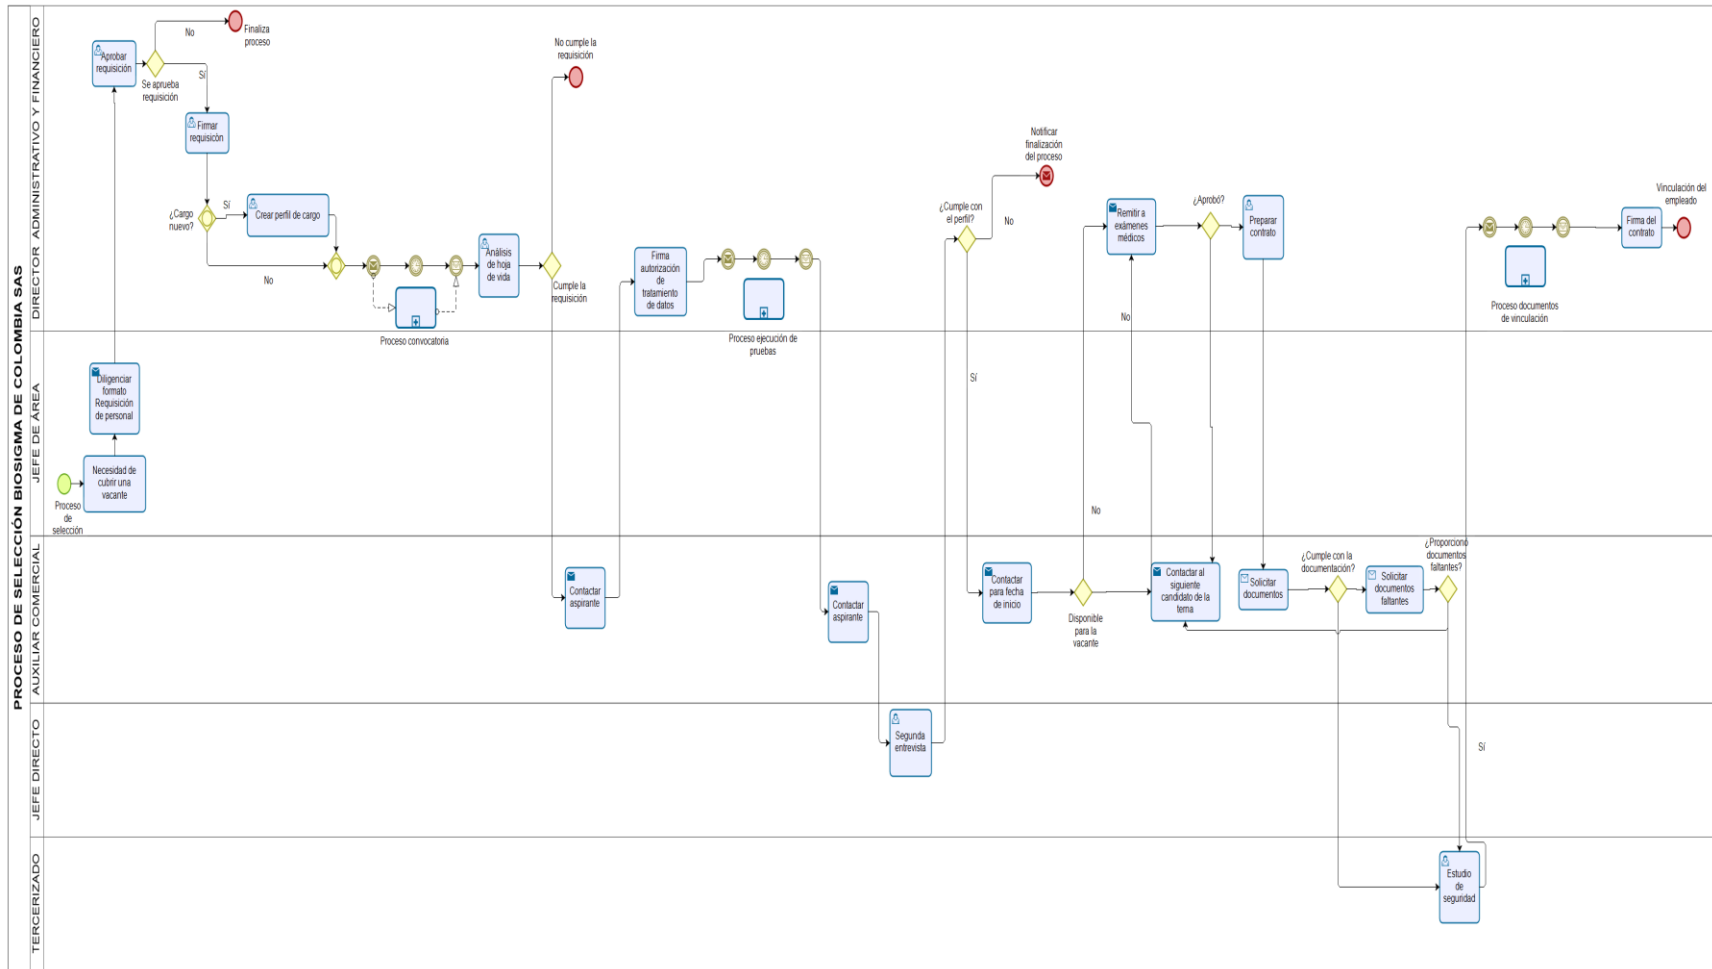 PROCESO DE SELECCIÓN BIOSIGMA DE COLOMBIA SAS
DIRECTOR ADMINISTRATIVO Y FINANCIERO
Aprobar
requisición
Se aprueba
requisición
No
Finaliza
proceso
Sí
Firmar
requisicón
¿Cargo
nuevo?
Sí
Crear perfil de cargo
No
Proceso convocatoria
Análisis
de hoja
de vida
No cumple la
requisición
Cumple la
requisición
Firma
autorización
de
tratamiento
de datos
Proceso ejecución de
pruebas
¿Cumple con
el perfil?
No
Notificar
finalización
del proceso
Sí
Remitir a
exámenes
médicos
¿Aprobó?
Preparar
contrato
No
Proceso documentos
de vinculación
Firma del
contrato
Vinculación del
empleado
JEFE DE ÁREA
Diligenciar
formato
Requisición
de personal
Necesidad de
cubrir una
vacante
Proceso
de
selección
No
AUXILIAR COMERCIAL
Contactar
aspirante
Contactar
aspirante
Contactar
para fecha
de inicio
Disponible
para la
vacante
Contactar al
siguiente
candidato de la
terna
Solicitar
documentos
¿Cumple con la
documentación?
Solicitar
documentos
faltantes
¿Proporcionó
documentos
faltantes?
JEFE DIRECTO
Segunda
entrevista
Sí
TERCERIZADO
Estudio
de
seguridad